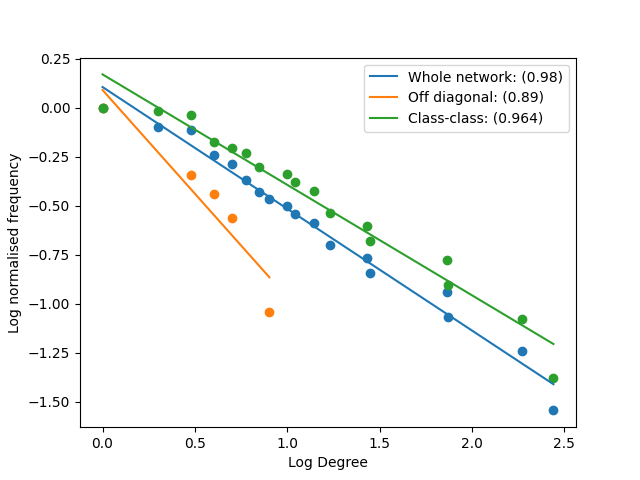 Whole network: (0.98)
Off diagonal: (0.89)
Class-class: (0.964)
Log normalised frequency
0.25
0.00
−0.25
−0.50
−0.75
−1.00
−1.25
−1.50
0.0 0.5 1.0 1.5 2.0 2.5
Log Degree